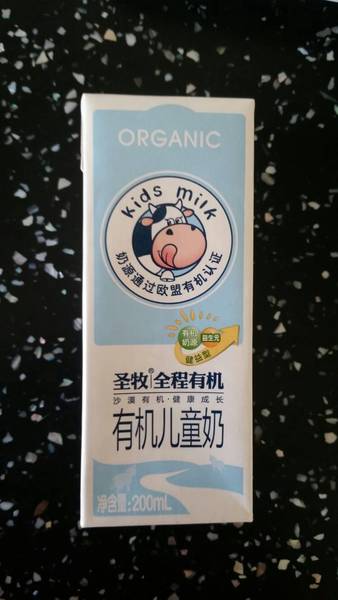 ORGANIC
Kids milk
奶源通过欧盟有机认证
有机
奶源
益生元
健益型
圣牧 全程有机
沙漠有机·健康成长
有机儿童奶
净含量:200mL